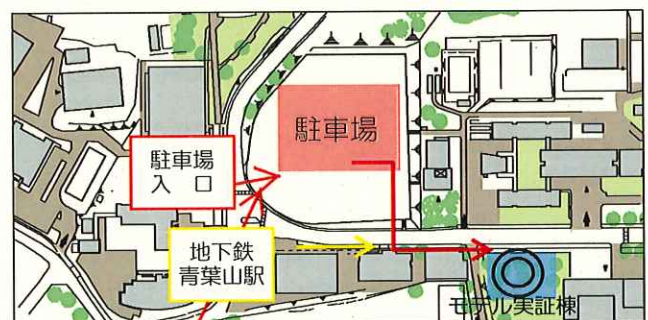 駐車場
駐車場
入 口
地下鉄
青葉山駅
モデル実証棟